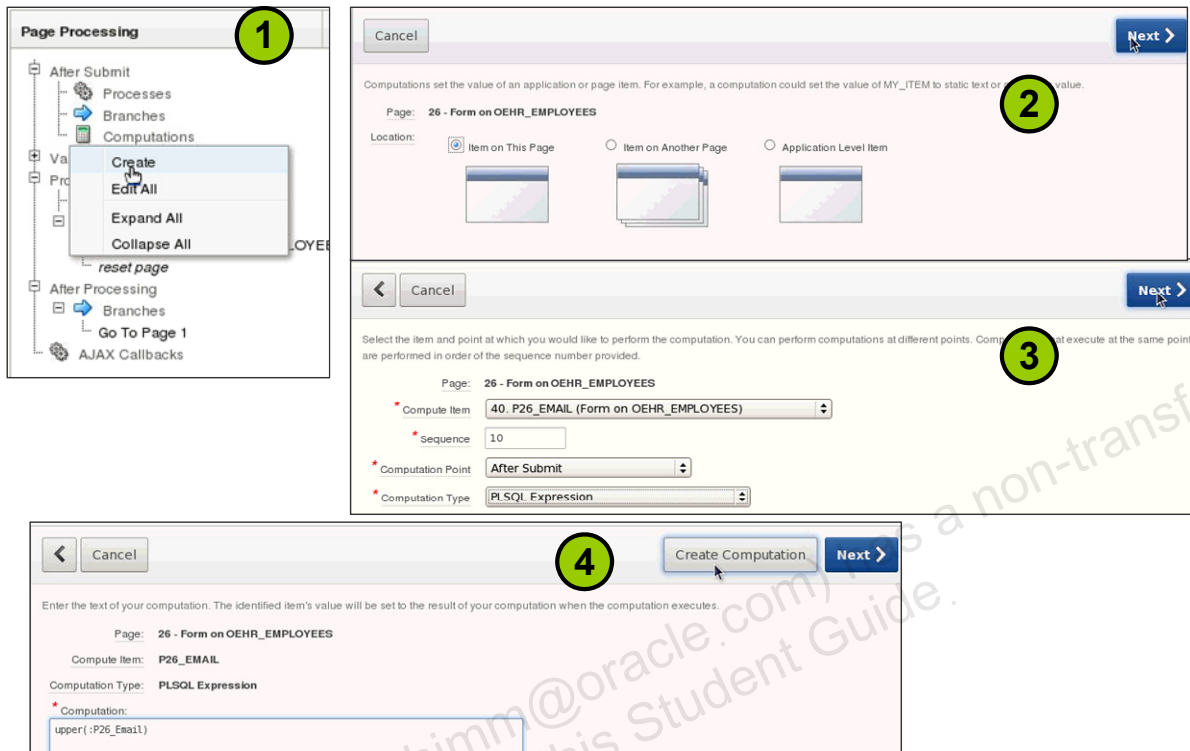 Page Processing
1
After Submit
Processes
Branches
Computations
Create
Edit All
Expand All
Collapse All
reset page
After Processing
Branches
Go To Page 1
AJAX Callbacks
Cancel
Next
2
Computations set the value of an application or page item. For example, a computation could set the value of MY_ITEM to static text or value.
Page: 26 - Form on OEHR_EMPLOYEES
Location:
Item on This Page
Item on Another Page
Application Level Item
Cancel
Next
3
Select the item and point at which you would like to perform the computation. You can perform computations at different points. at execute at the same point
are performed in order of the sequence number provided.
Page: 26 - Form on OEHR_EMPLOYEES
* Compute Item 40. P26_EMAIL (Form on OEHR_EMPLOYEES)
* Sequence 10
* Computation Point After Submit
* Computation Type PLSQL Expression
Cancel
4
Create Computation
Next
Enter the text of your computation. The identified item's value will be set to the result of your computation when the computation executes.
Page: 26 - Form on OEHR_EMPLOYEES
Compute Item: P26_EMAIL
Computation Type: PLSQL Expression
* Computation:
upper(:P26_Email)
a non-transf
@oracle.com)
his Student Guide.